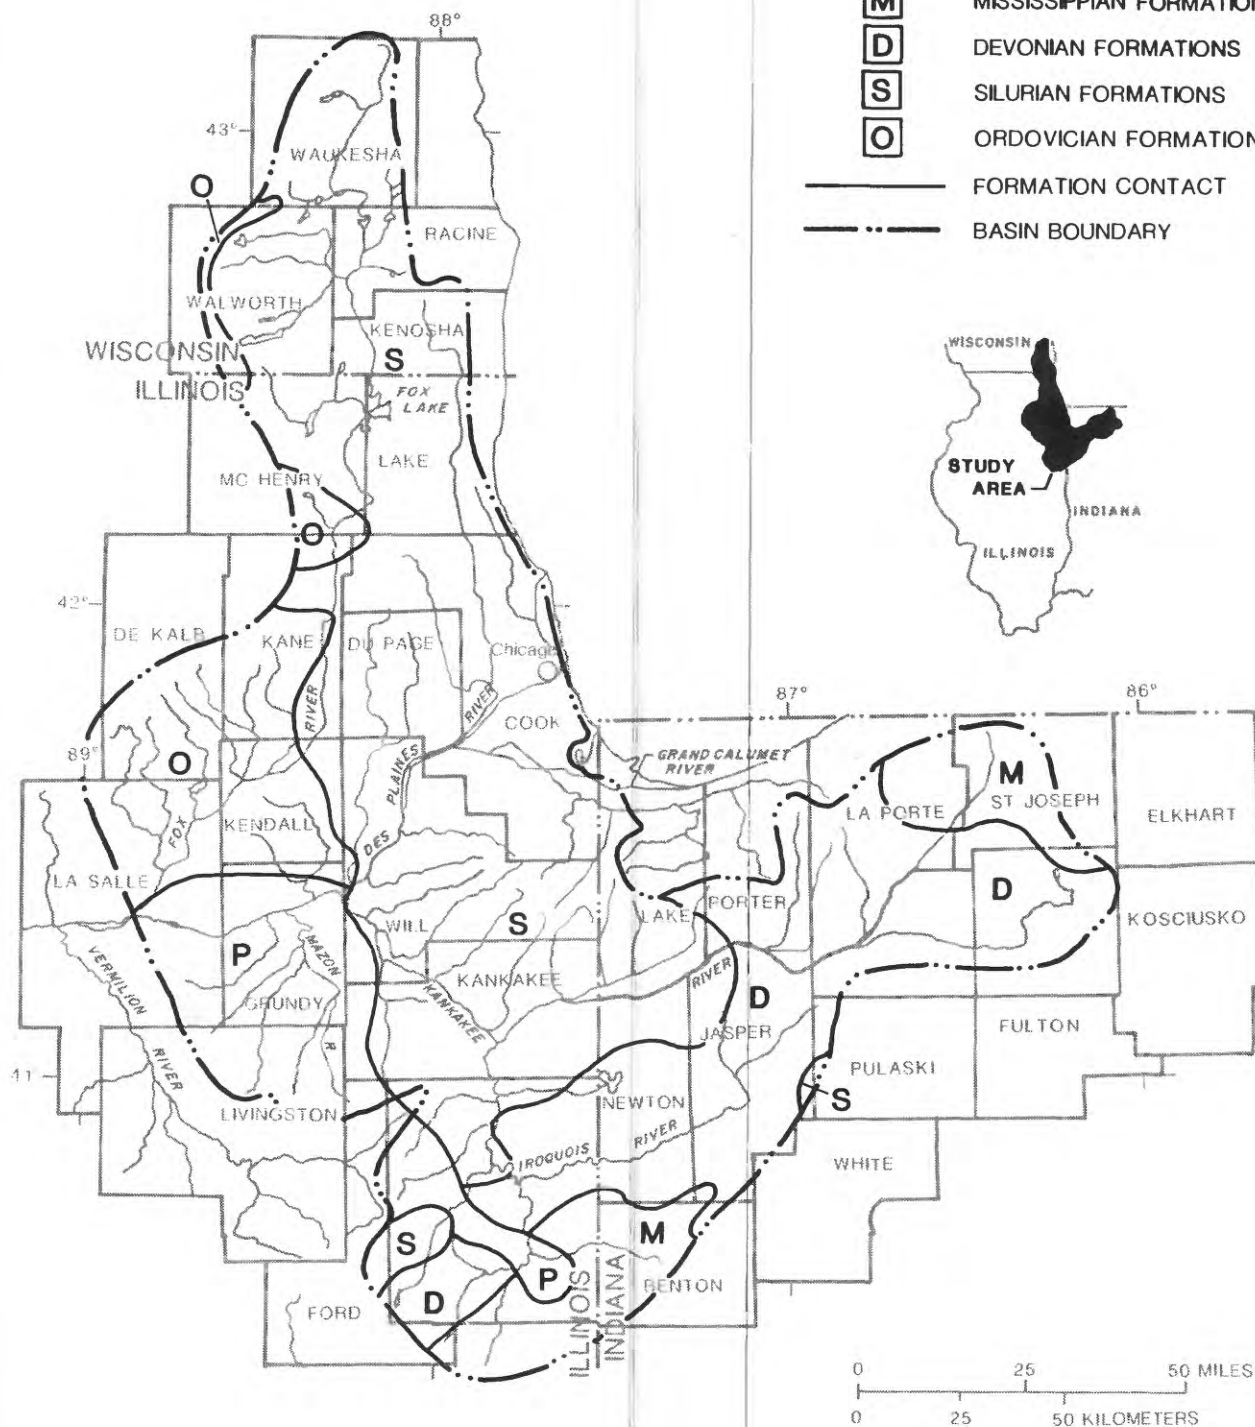 M MISSISSIPPIAN FORMATION
D DEVONIAN FORMATIONS
S SILURIAN FORMATIONS
O ORDOVICIAN FORMATION
FORMATION CONTACT
BASIN BOUNDARY
88°
43°
WAUKESHA
O
RACINE
WALWORTH
KENOSHA
WISCONSIN
S
ILLINOIS
FOX
LAKE
LAKE
MC HENRY
O
42°
DE KALB
KANE
DU PAGE
Chicago
RIVER
RIVER
COOK
PLAINES
DES
89°
O
KENDALL
FOX
LA SALLE
WILL
S
P
MAZON
R
GRUNDY
KANKAKEE
KANKAKEE
RIVER
VERMILION
RIVER
41
LIVINGSTON
IROQUOIS
RIVER
NEWTON
S
D
P
M
BENTON
FORD
ILLINOIS
INDIANA
WISCONSIN
STUDY
AREA
INDIANA
ILLINOIS
87°
86°
GRAND CALUMET
RIVER
LA PORTE
M
ST JOSEPH
ELKHART
LAKE
PORTER
D
KOSCIUSKO
D
JASPER
FULTON
PULASKI
S
WHITE
0 25 50 MILES
0 25 50 KILOMETERS